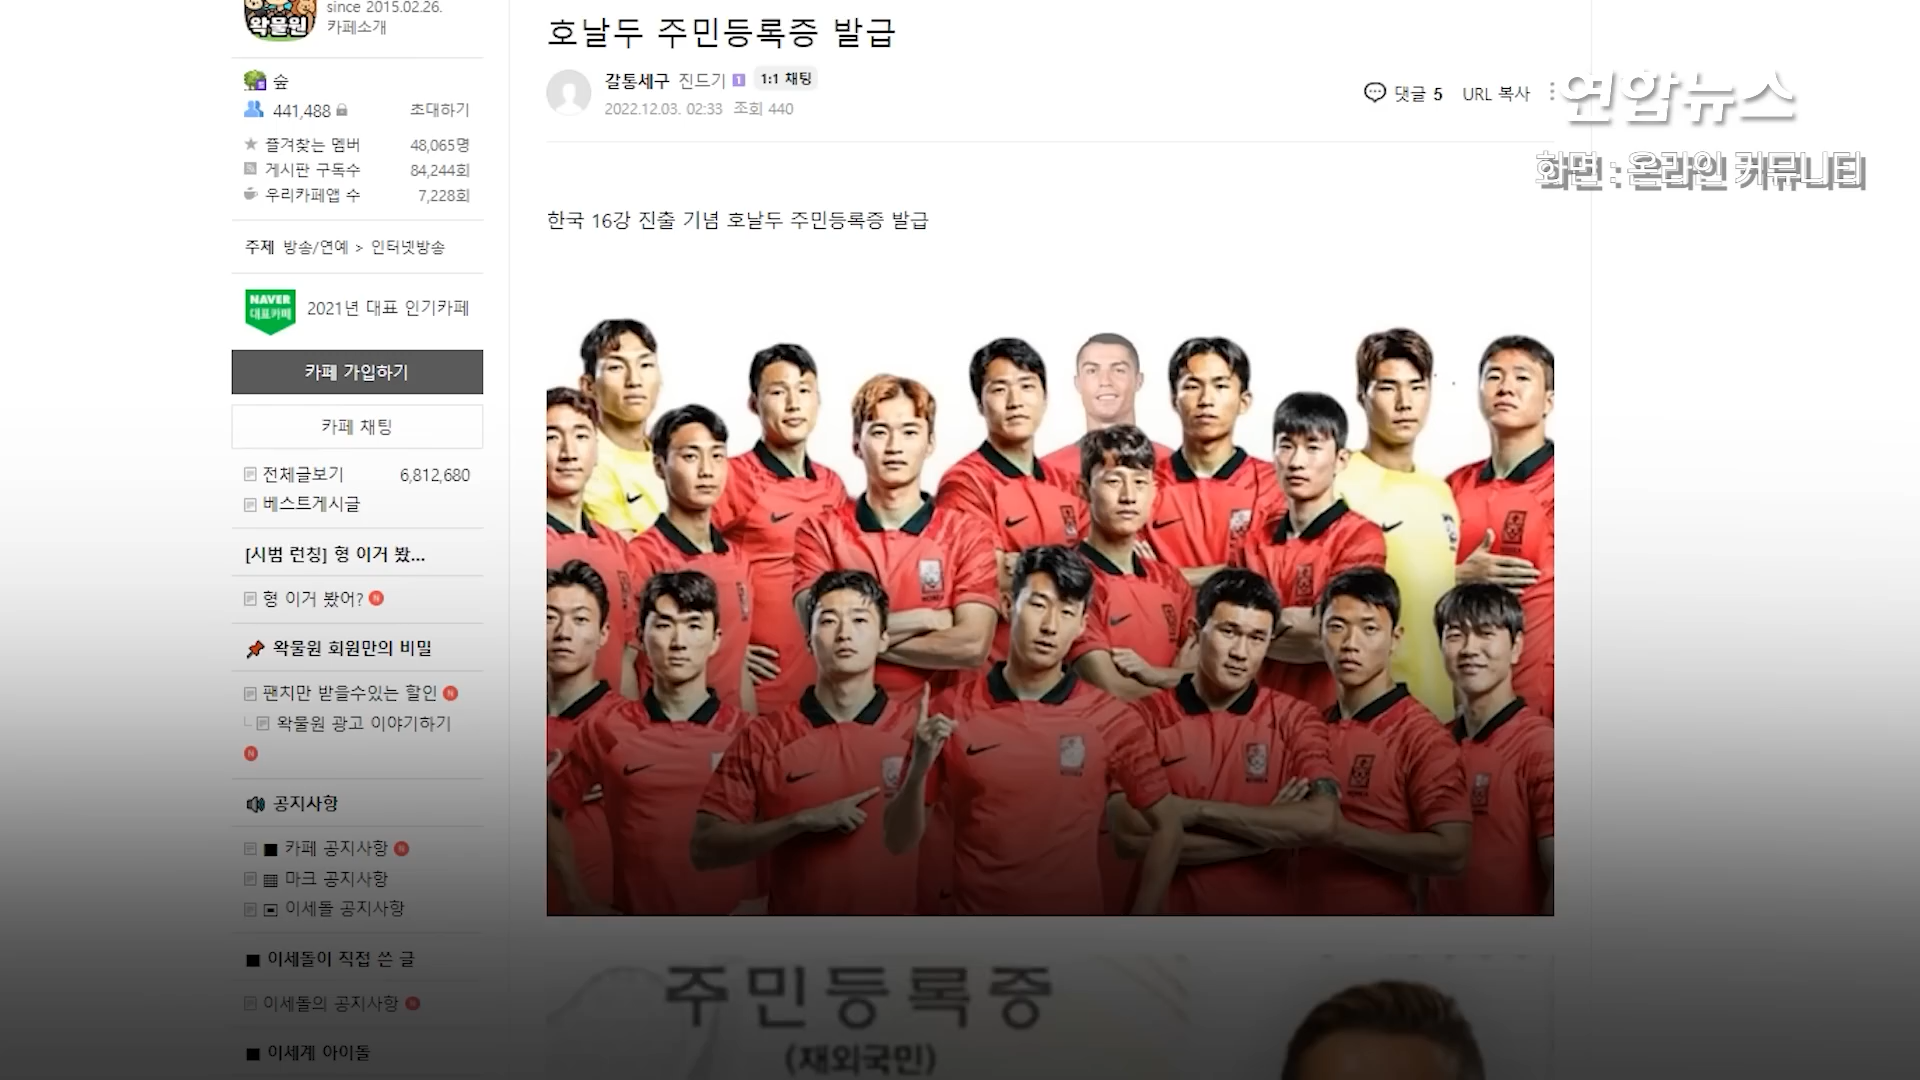 왁물원
since 2015.02.26.
카페소개
숲
441,488
초대하기
즐겨찾는 멤버 48,065명
게시판 구독수 84,244회
우리카페앱 수 7,228회
주제 방송/연예 > 인터넷방송
NAVER
대표카페
2021년 대표 인기카페
카페 가입하기
카페 채팅
전체글보기 6,812,680
베스트게시글
[시범 런칭] 형 이거 봤...
형 이거 봤어? N
왁물원 회원만의 비밀
팬치만 받을수있는 할인 N
왁물원 광고 이야기하기
N
공지사항
카페 공지사항 N
마크 공지사항
이세돌 공지사항
이세돌이 직접 쓴 글
이세돌의 공지사항 N
이세계 아이돌
호날두 주민등록증 발급
갈통세구 진드기 1 1:1 채팅
2022.12.03. 02:33 조회 440
댓글 5 URL 복사
연합뉴스
화면 : 온라인 커뮤니티
한국 16강 진출 기념 호날두 주민등록증 발급
주민등록증
(재외국민)